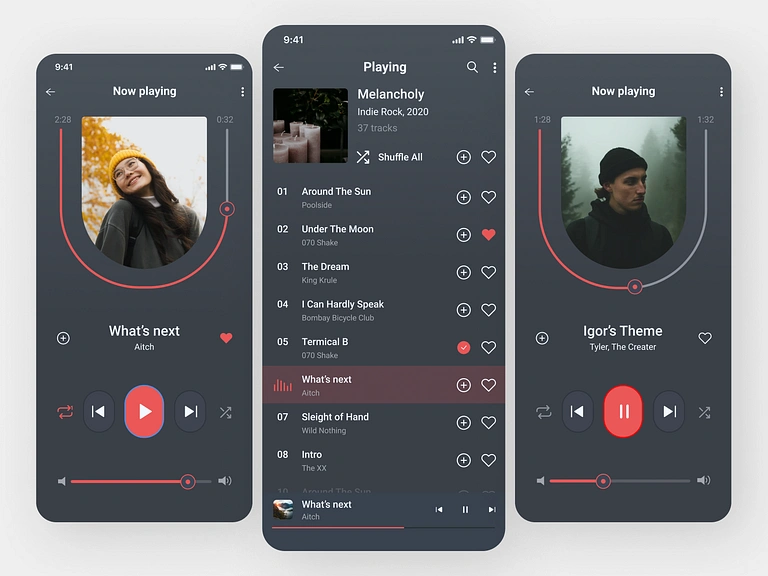 9:41
Now playing
2:28
0:32
What's next
Aitch
9:41
Playing
Melancholy
Indie Rock, 2020
37 tracks
Shuffle All
01 Around The Sun
Poolside
02 Under The Moon
070 Shake
03 The Dream
King Krule
04 I Can Hardly Speak
Bombay Bicycle Club
05 Termical B
070 Shake
What's next
Aitch
07 Sleight of Hand
Wild Nothing
08 Intro
The XX
10 Around The Sun
What's next
Aitch
Now playing
1:28
1:32
Igor's Theme
Tyler, The Creater